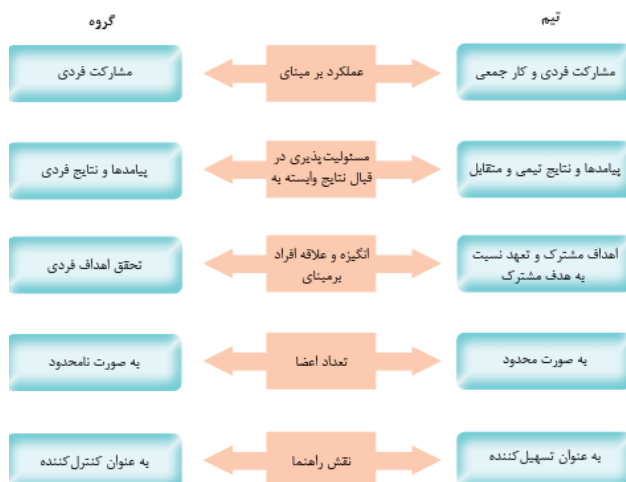 تیم
گروه
مشارکت فردی و کار جمعی
عملکرد بر مبنای
مشارکت فردی
پیامدها و نتایج تیمی و متقابل
مسئولیت‌پذیری در
قبال نتایج وابسته به
پیامدها و نتایج فردی
اهداف مشترک و تعهد نسبت
به هدف مشترک
انگیزه و علاقه افراد
برمبنای
تحقق اهداف فردی
به صورت محدود
تعداد اعضا
به صورت نامحدود
به عنوان تسهیل‌کننده
نقش راهنما
به عنوان کنترل‌کننده